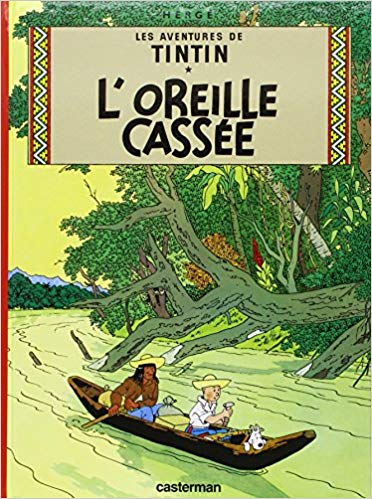 HERGÉ
LES AVENTURES DE
TINTIN
L'OREILLE
CASSÉE
casterman